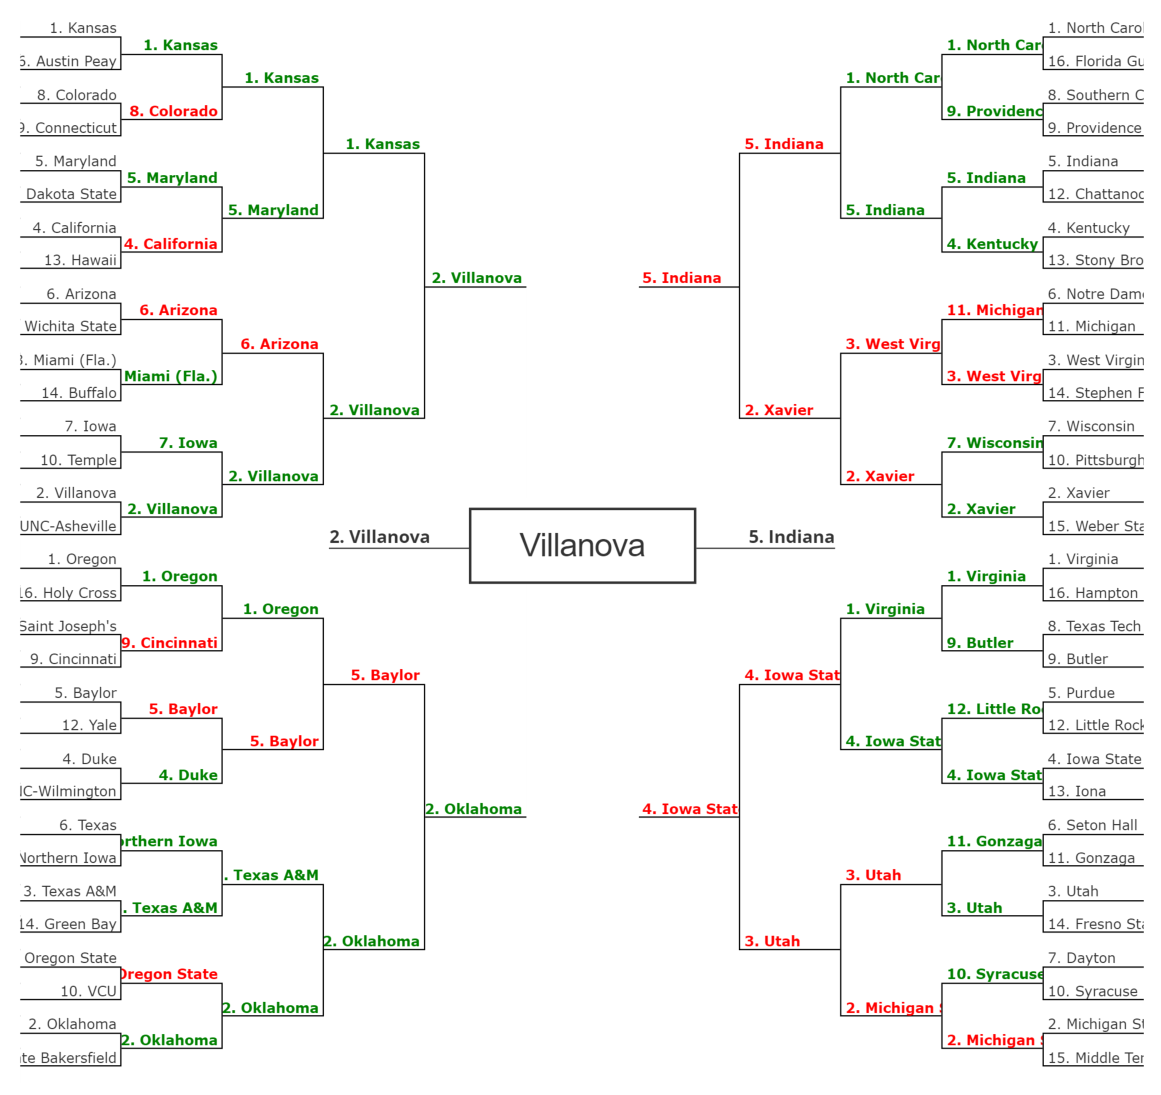 1. Kansas
6. Austin Peay
8. Colorado
9. Connecticut
5. Maryland
Dakota State
4. California
13. Hawaii
6. Arizona
Wichita State
3. Miami (Fla.)
14. Buffalo
7. Iowa
10. Temple
2. Villanova
UNC-Asheville
1. Oregon
16. Holy Cross
Saint Joseph's
9. Cincinnati
5. Baylor
12. Yale
4. Duke
NC-Wilmington
6. Texas
Northern Iowa
3. Texas A&M
14. Green Bay
Oregon State
10. VCU
2. Oklahoma
te Bakersfield
1. Kansas
8. Colorado
5. Maryland
4. California
6. Arizona
Miami (Fla.)
7. Iowa
2. Villanova
1. Oregon
9. Cincinnati
5. Baylor
4. Duke
orthern Iowa
. Texas A&M
Oregon State
2. Oklahoma
1. Kansas
5. Maryland
6. Arizona
2. Villanova
1. Oregon
5. Baylor
. Texas A&M
2. Oklahoma
1. Kansas
2. Villanova
5. Baylor
2. Oklahoma
2. Villanova
2. Oklahoma
2. Villanova
Villanova
5. Indiana
5. Indiana
4. Iowa Stat
5. Indiana
2. Xavier
4. Iowa Stat
3. Utah
1. North Car
5. Indiana
3. West Virg
2. Xavier
1. Virginia
4. Iowa Stat
3. Utah
2. Michigan S
1. North Car
9. Providenc
5. Indiana
4. Kentucky
11. Michigan
3. West Virg
7. Wisconsin
2. Xavier
1. Virginia
9. Butler
12. Little Ro
4. Iowa Stat
11. Gonzaga
3. Utah
10. Syracuse
2. Michigan S
1. North Carol
16. Florida Gu
8. Southern C
9. Providence
5. Indiana
12. Chattanoo
4. Kentucky
13. Stony Bro
6. Notre Dame
11. Michigan
3. West Virgin
14. Stephen F
7. Wisconsin
10. Pittsburgh
2. Xavier
15. Weber Sta
1. Virginia
16. Hampton
8. Texas Tech
9. Butler
5. Purdue
12. Little Rock
4. Iowa State
13. Iona
6. Seton Hall
11. Gonzaga
3. Utah
14. Fresno Sta
7. Dayton
10. Syracuse
2. Michigan St
15. Middle Ten